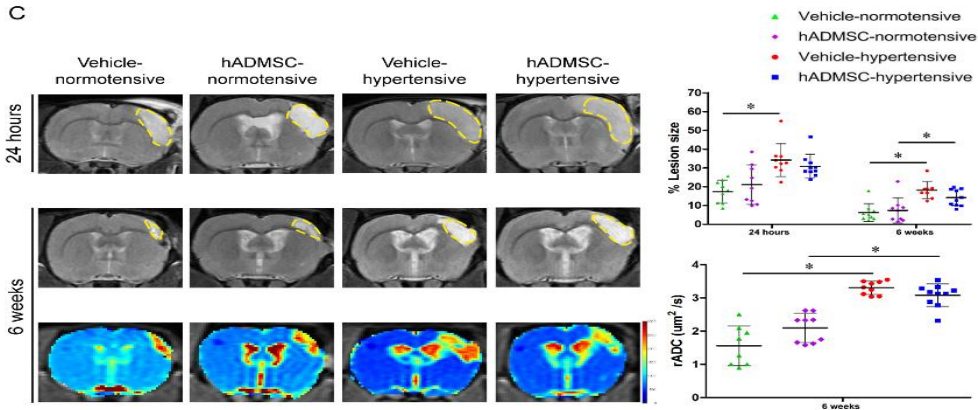 C
Vehicle-
normotensive
hADMSC-
normotensive
Vehicle-
hypertensive
hADMSC-
hypertensive
24 hours
6 weeks
Vehicle-normotensive
hADMSC-normotensive
Vehicle-hypertensive
hADMSC-hypertensive
% Lesion size
70
60
50
40
30
20
10
0
*
*
*
24 hours
6 weeks
rADC (um²/s)
4
3
2
1
0
*
*
6 weeks